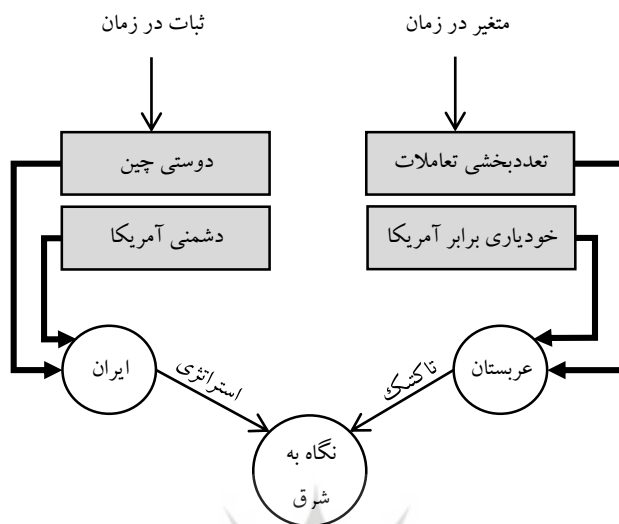 متغیر در زمان
ثبات در زمان
تعددبخشی تعاملات
دوستی چین
خودیاری برابر آمریکا
دشمنی آمریکا
عربستان
ایران
تاکتیک
استراتژی
نگاه به
شرق